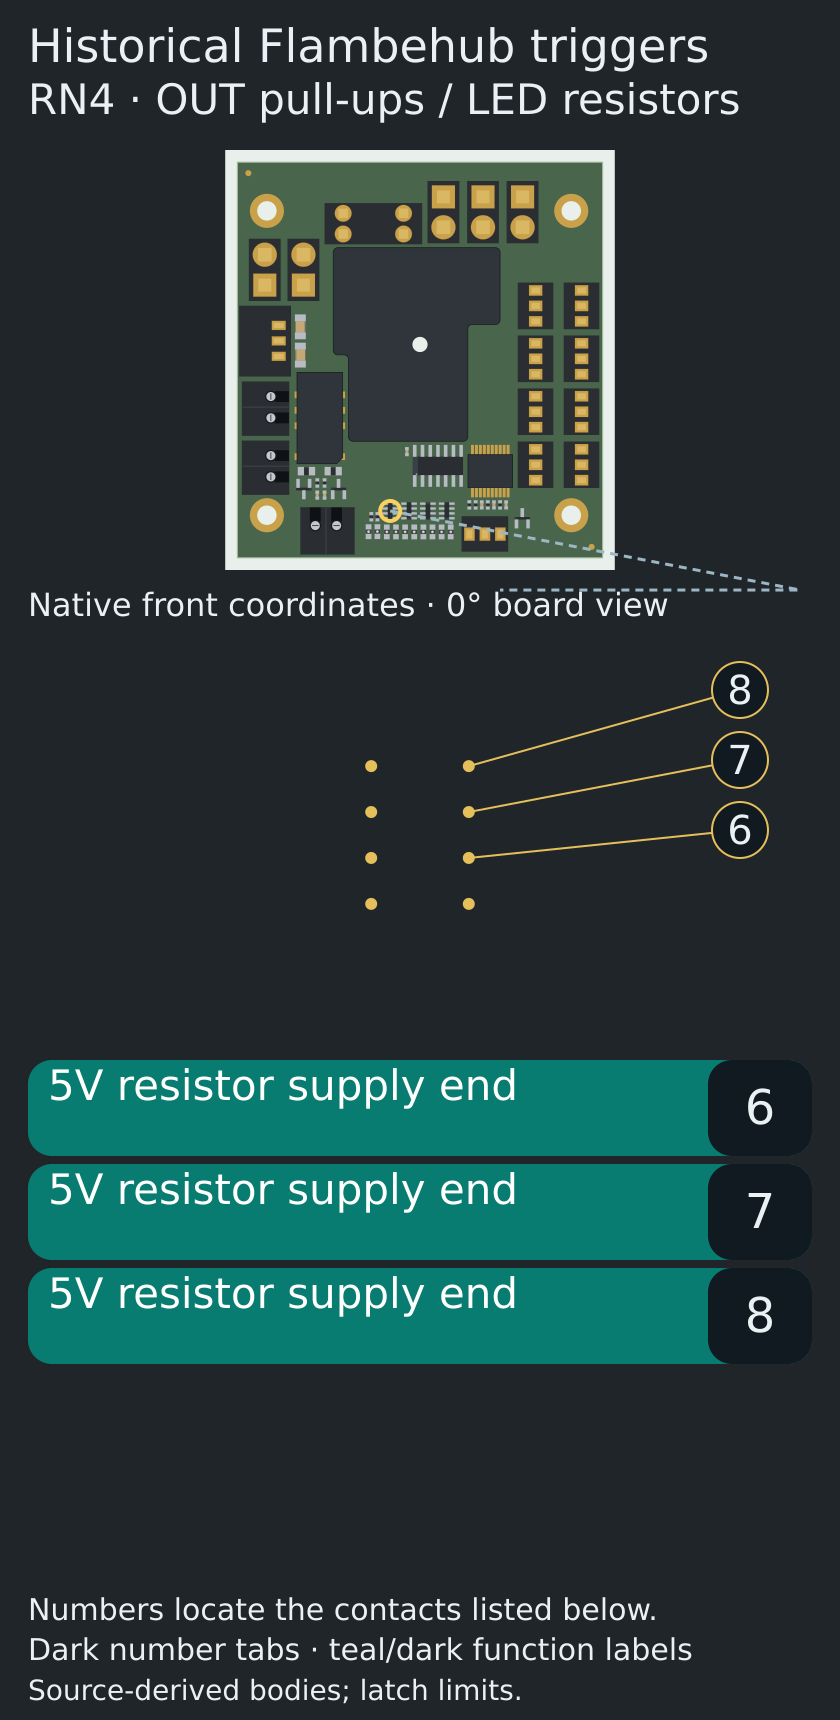 Historical Flambehub triggers
RN4 · OUT pull-ups / LED resistors
Native front coordinates · 0° board view
8
7
6
5V resistor supply end 6
5V resistor supply end 7
5V resistor supply end 8
Numbers locate the contacts listed below.
Dark number tabs · teal/dark function labels
Source-derived bodies; latch limits.